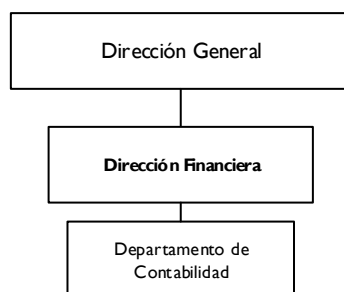 Dirección General
Dirección Financiera
Departamento de
Contabilidad